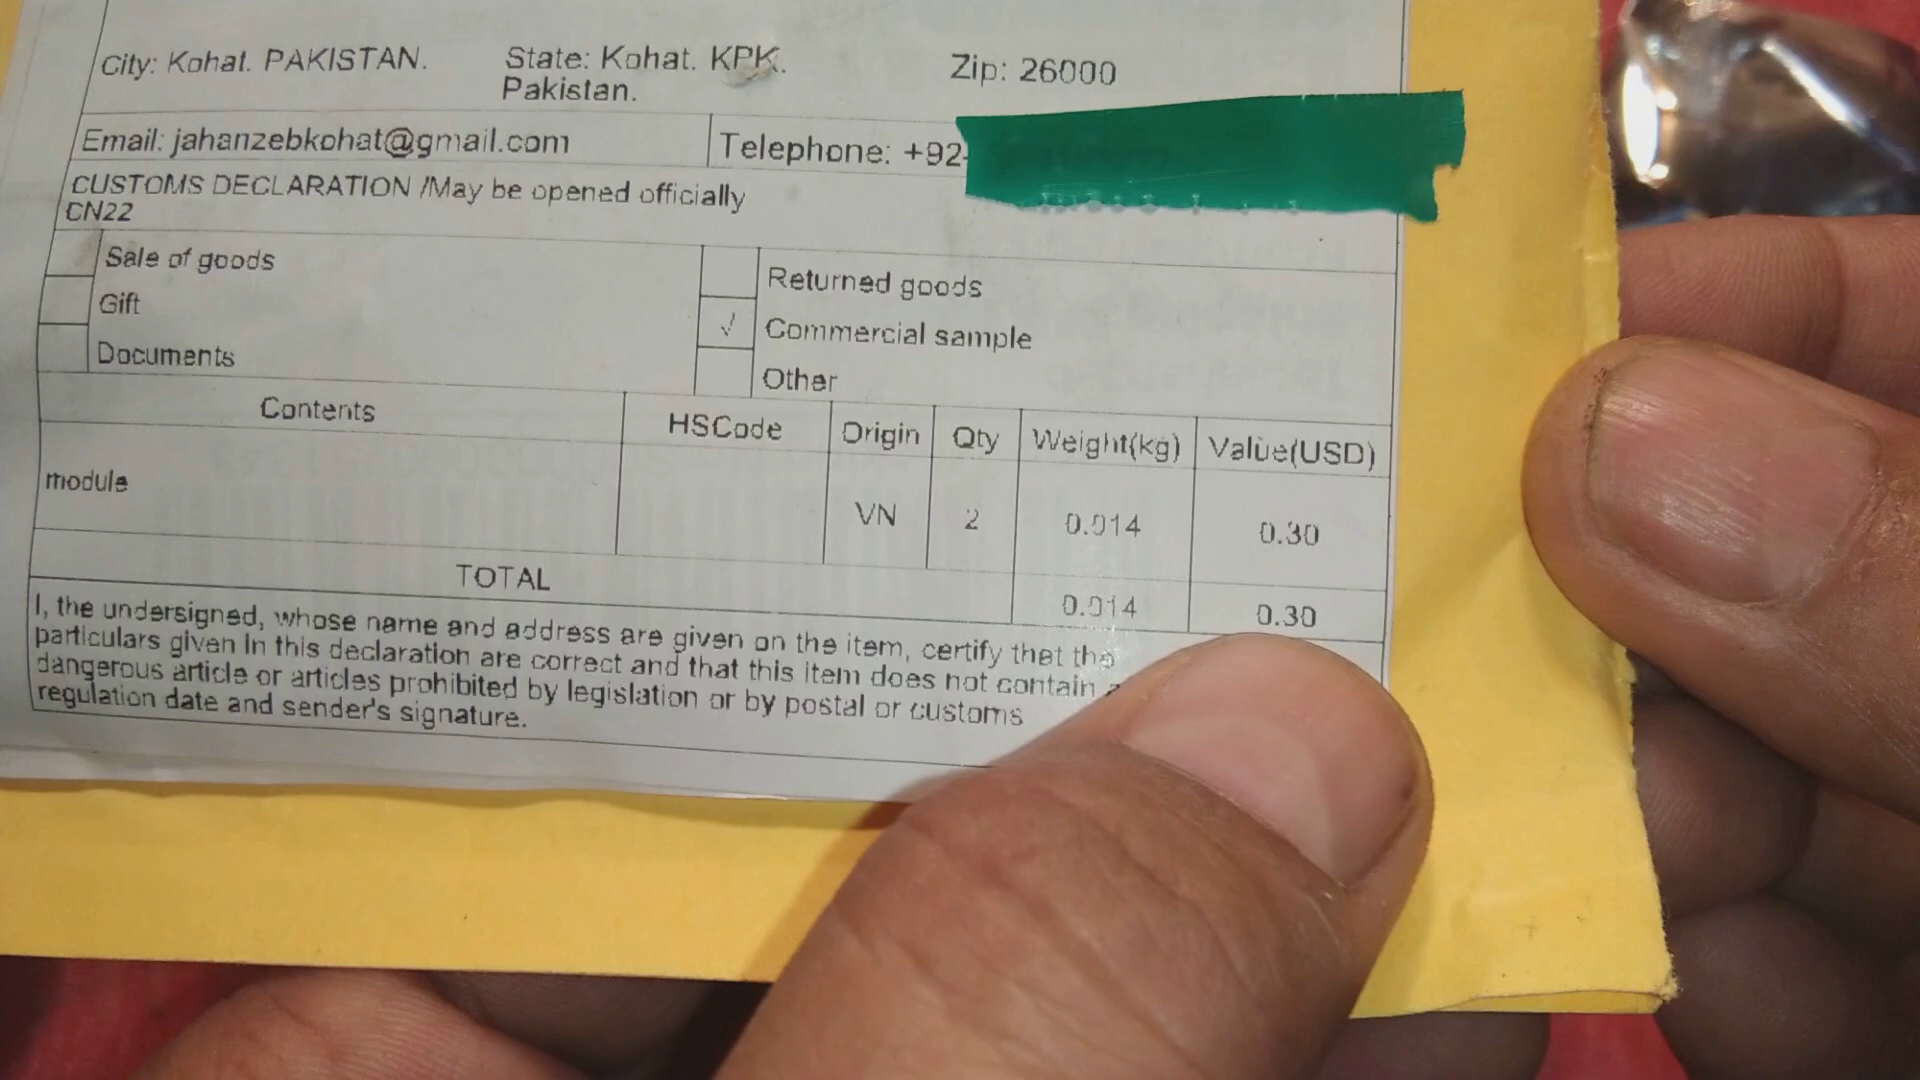 City: Kohat. PAKISTAN. State: Kohat. KPK. Zip: 26000
Pakistan.
Email: jahanzebkohat@gmail.com Telephone: +92-
CUSTOMS DECLARATION /May be opened officially
CN22
Sale of goods Returned goods
Gift √ Commercial sample
Documents Other
Contents HSCode Origin Qty Weight(kg) Value(USD)
module VN 2 0.014 0.30
TOTAL 0.014 0.30
I, the undersigned, whose name and address are given on the item, certify that the
particulars given in this declaration are correct and that this item does not contain
dangerous article or articles prohibited by legislation or by postal or customs
regulation date and sender's signature.